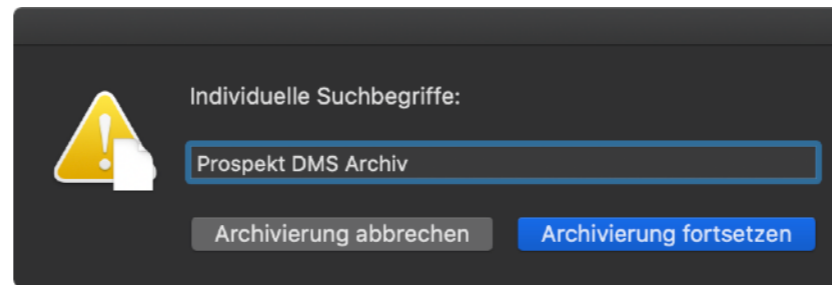 Individuelle Suchbegriffe:
Prospekt DMS Archiv
Archivierung abbrechen Archivierung fortsetzen